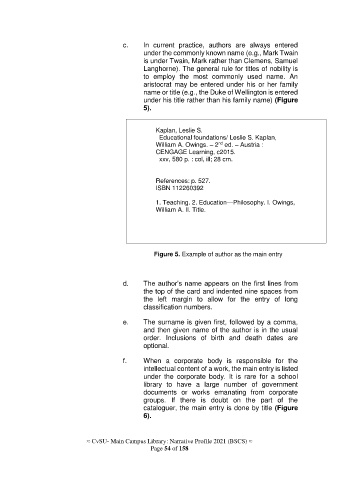 c. In current practice, authors are always entered
under the commonly known name (e.g., Mark Twain
is under Twain, Mark rather than Clemens, Samuel
Langhorne). The general rule for titles of nobility is
to employ the most commonly used name. An
aristocrat may be entered under his or her family
name or title (e.g., the Duke of Wellington is entered
under his title rather than his family name) (Figure
5).
Kaplan, Leslie S.
Educational foundations/ Leslie S. Kaplan,
William A. Owings. – 2nd ed. – Austria :
CENGAGE Learning, c2015.
xxv, 580 p. : col, ill; 28 cm.
References: p. 527.
ISBN 112260392
1. Teaching. 2. Education—Philosophy. I. Owings,
William A. II. Title.
Figure 5. Example of author as the main entry
d. The author's name appears on the first lines from
the top of the card and indented nine spaces from
the left margin to allow for the entry of long
classification numbers.
e. The surname is given first, followed by a comma,
and then given name of the author is in the usual
order. Inclusions of birth and death dates are
optional.
f. When a corporate body is responsible for the
intellectual content of a work, the main entry is listed
under the corporate body. It is rare for a school
library to have a large number of government
documents or works emanating from corporate
groups. If there is doubt on the part of the
cataloguer, the main entry is done by title (Figure
6).
≈ CvSU- Main Campus Library: Narrative Profile 2021 (BSCS) ≈
Page 54 of 158